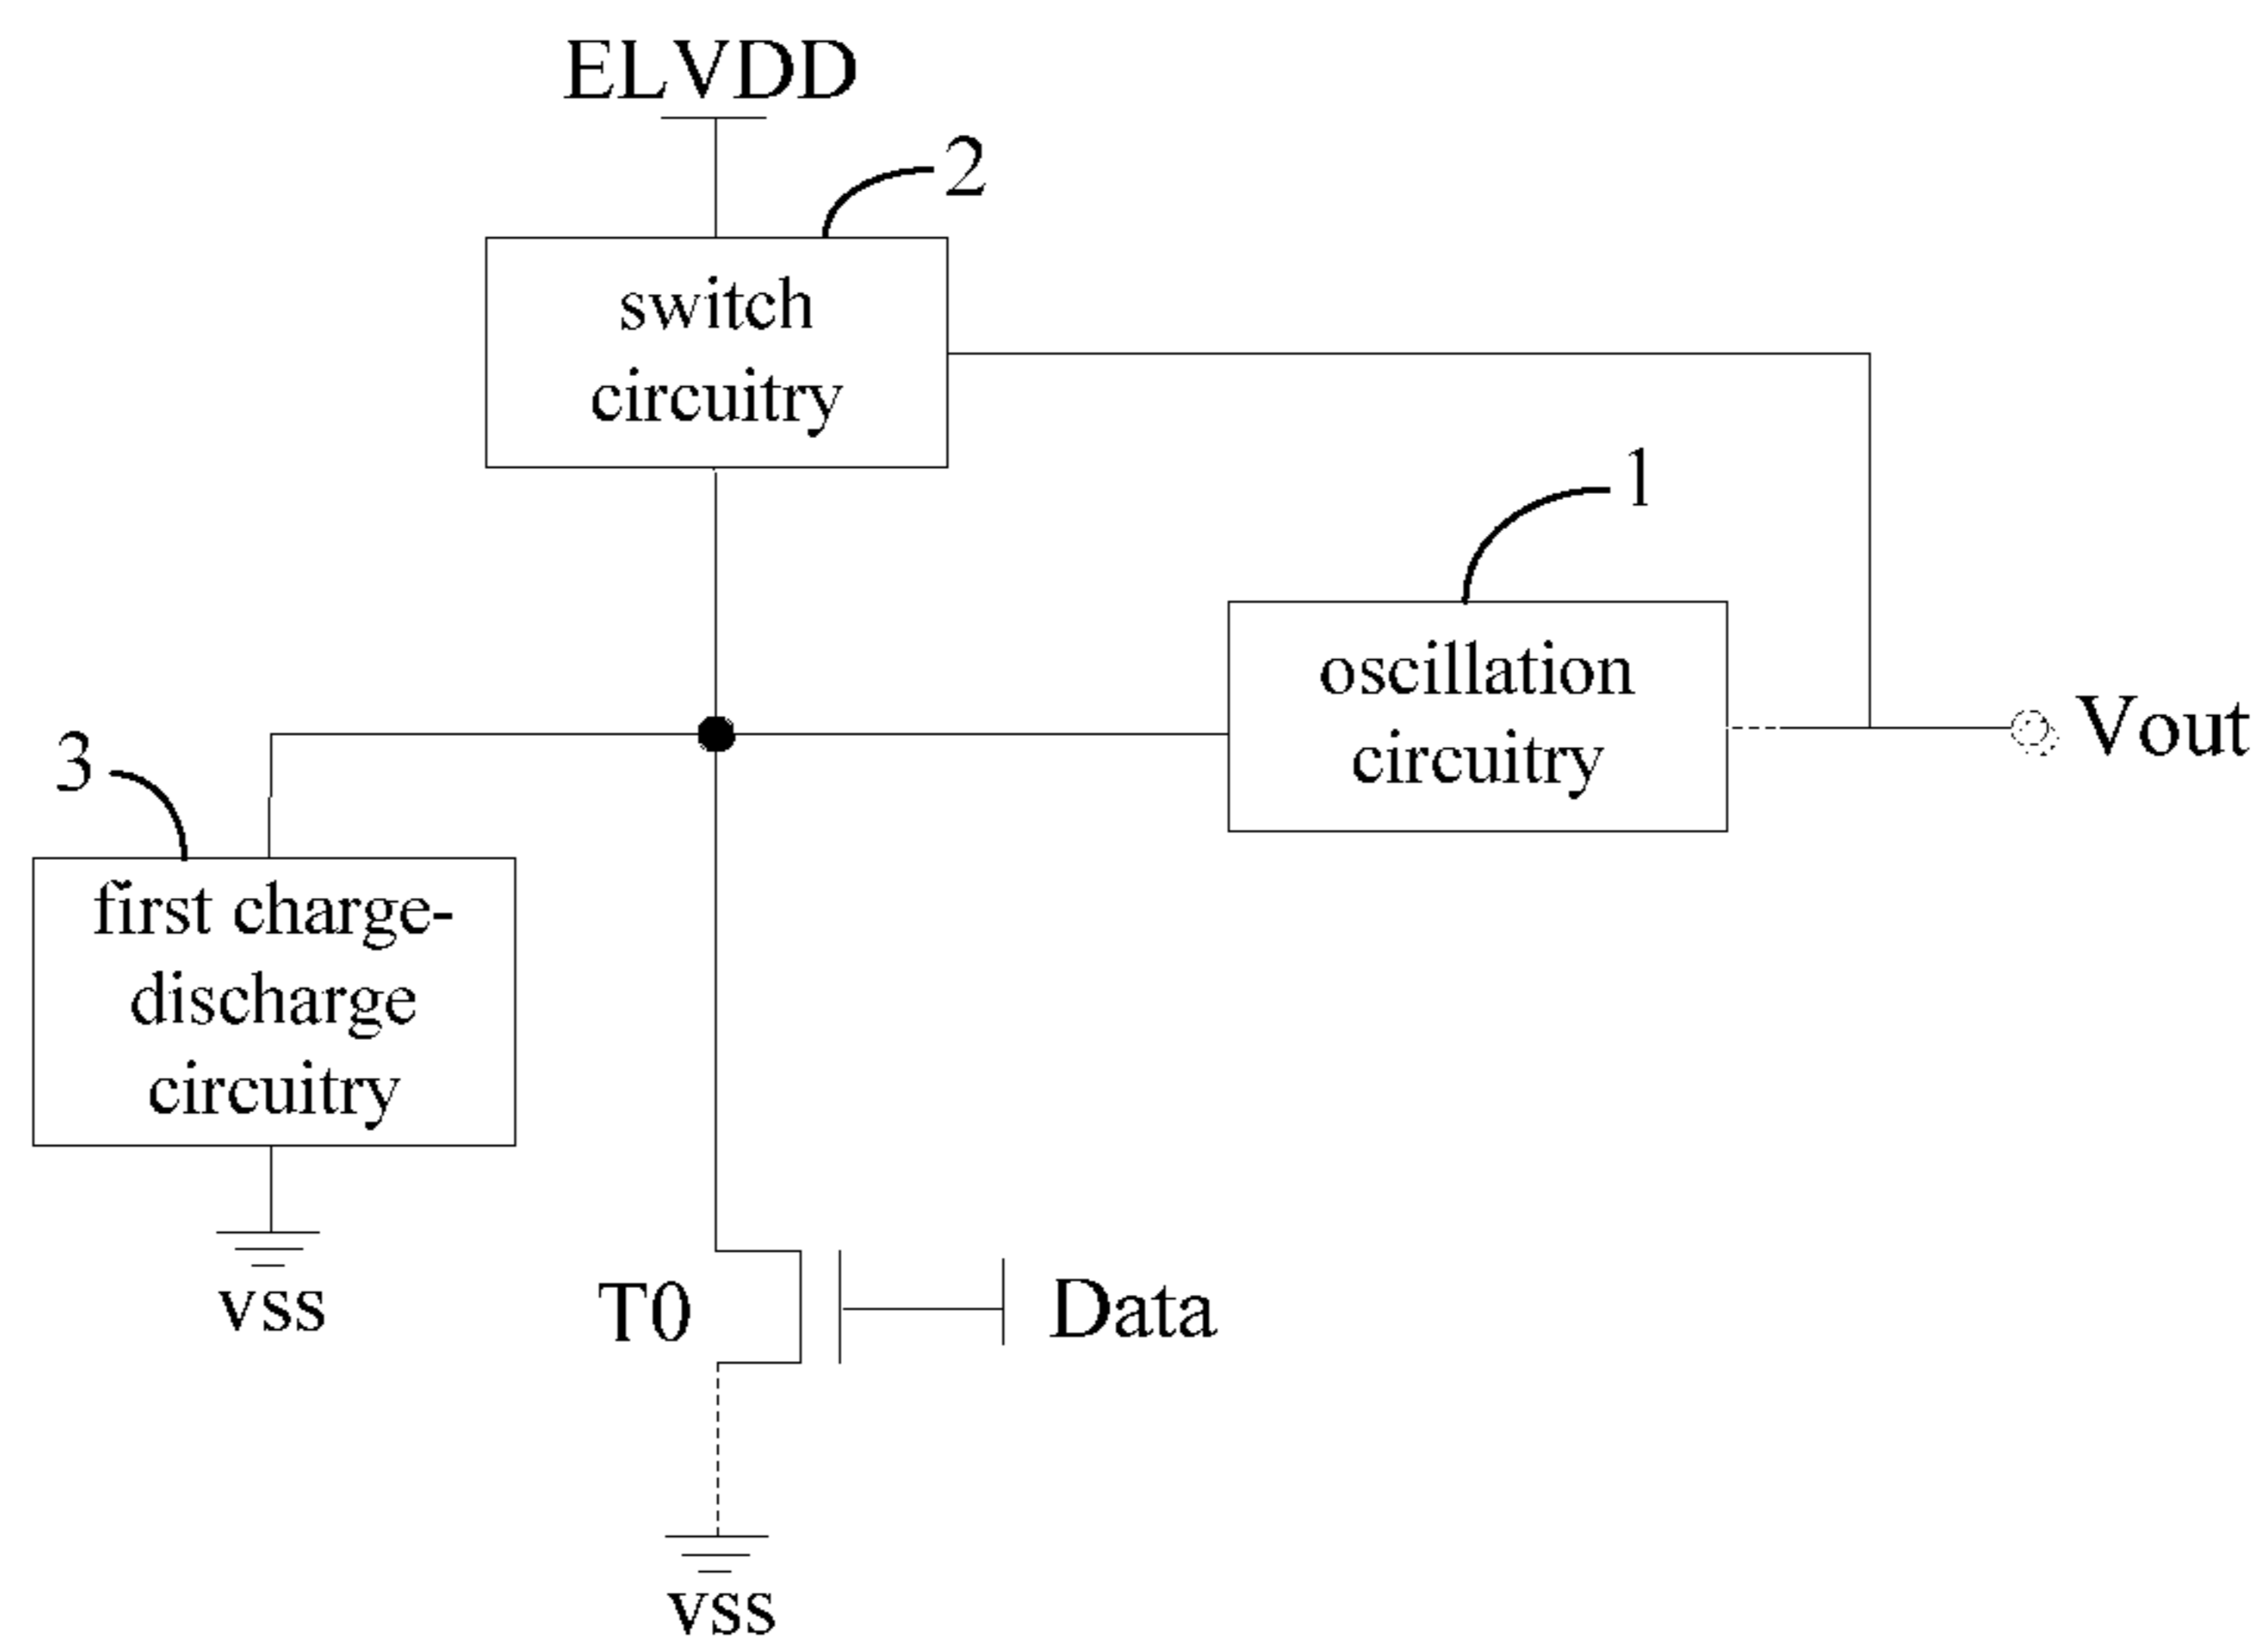 ELVDD
2
switch
circuitry
1
oscillation
circuitry
Vout
3
first charge-
discharge
circuitry
vss
T0
Data
vss